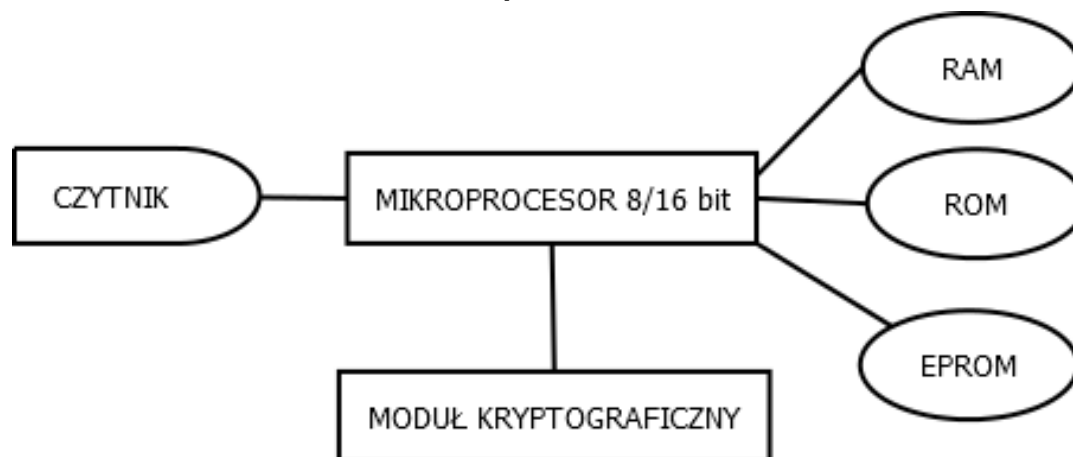 RAM
CZYTNIK
MIKROPROCESOR 8/16 bit
ROM
EPROM
MODUŁ KRYPTOGRAFICZNY